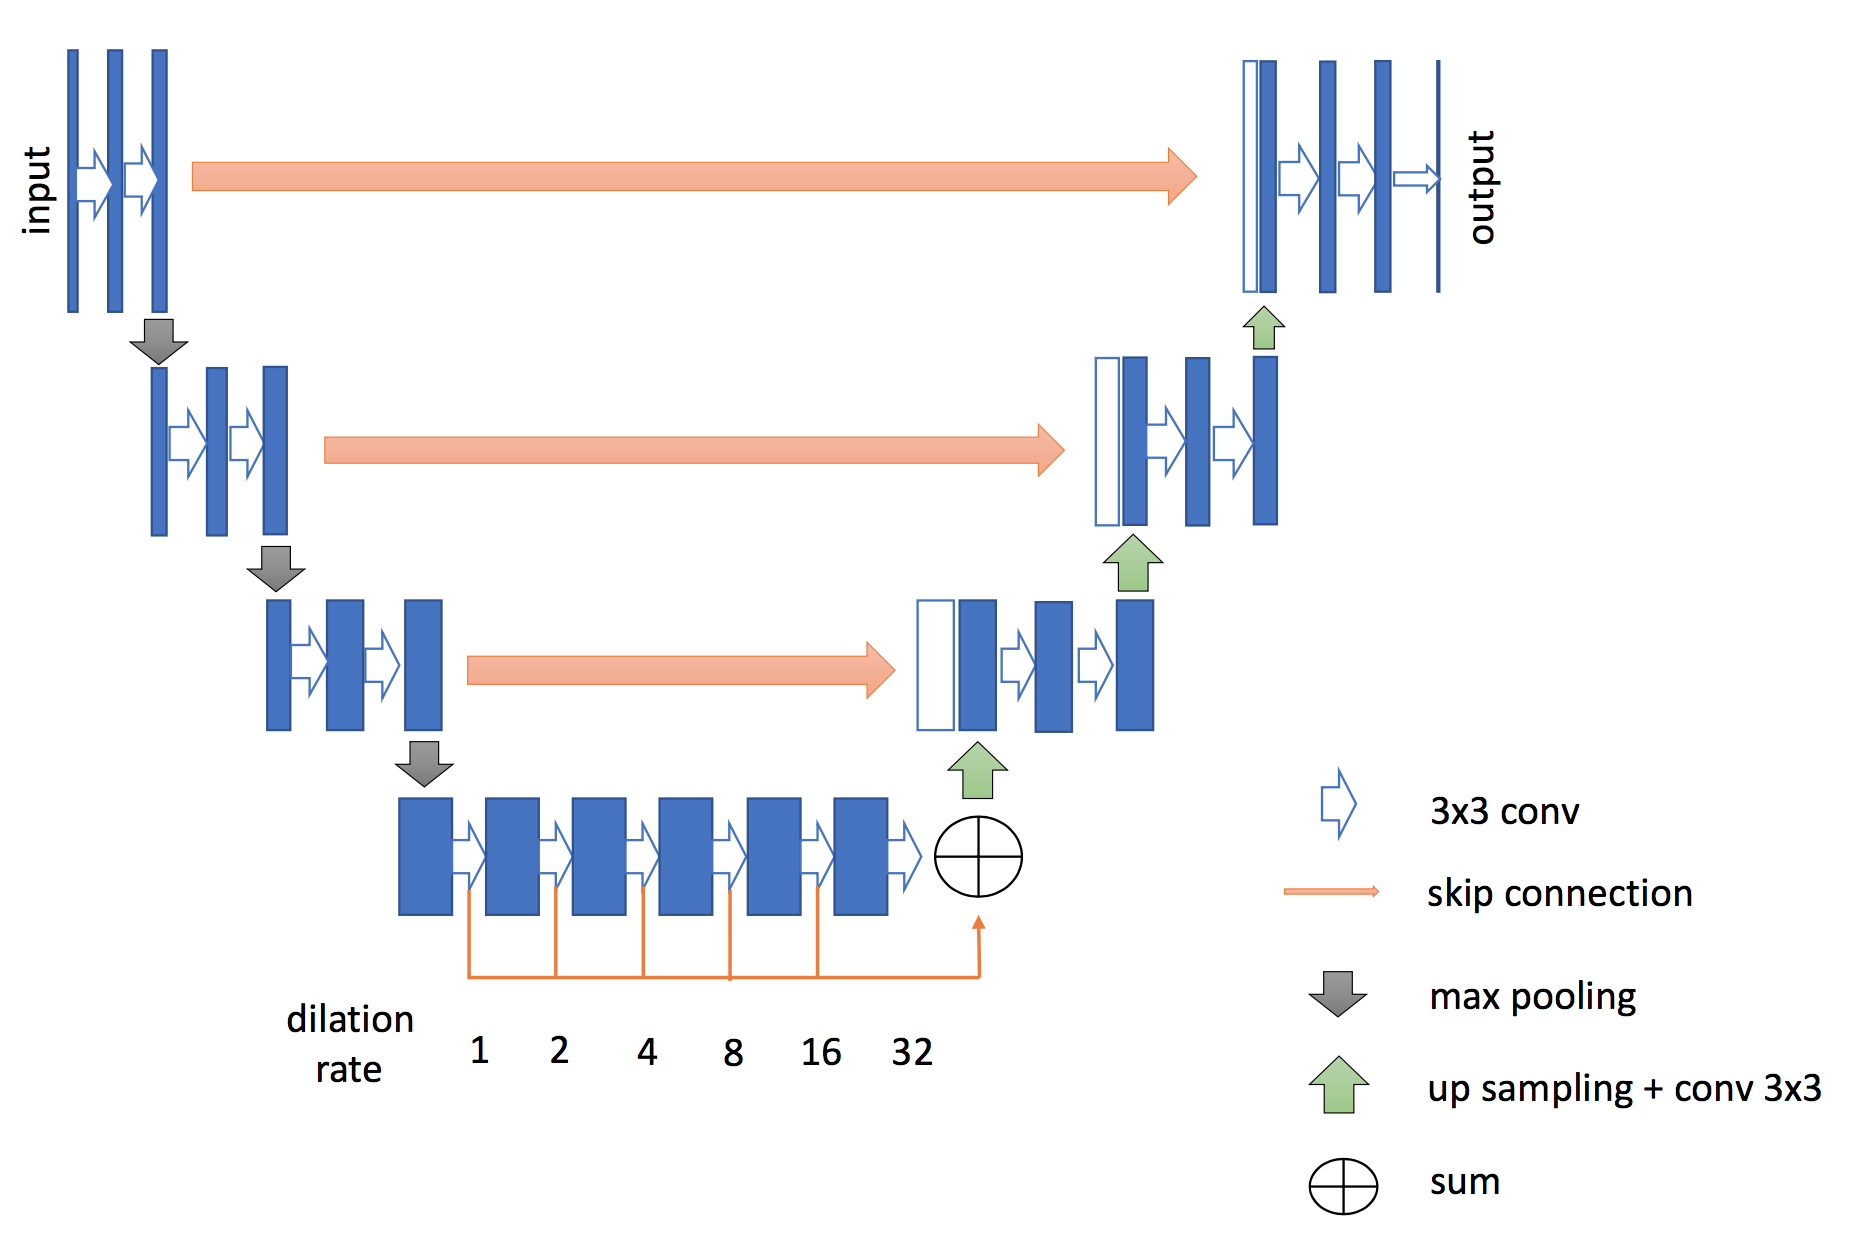 input
output
3x3 conv
skip connection
max pooling
dilation
rate
1 2 4 8 16 32
up sampling + conv 3x3
sum